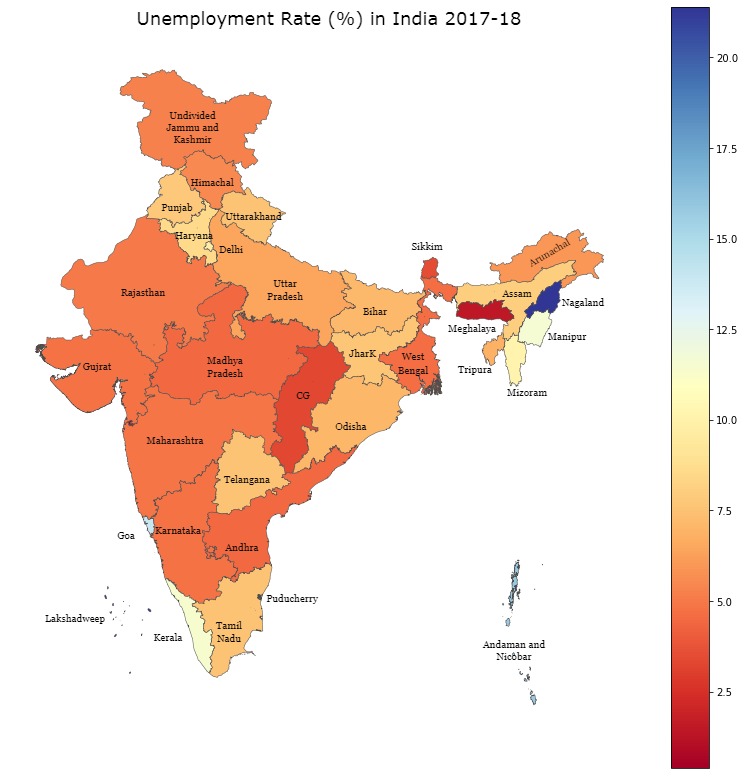 Unemployment Rate (%) in India 2017-18
Undivided
Jammu and
Kashmir
Himachal
Punjab
Uttarakhand
Haryana
Delhi
Sikkim
Arunachal
Rajasthan
Uttar
Pradesh
Assam
Nagaland
Bihar
Meghalaya
Manipur
Gujrat
Madhya
Pradesh
JharK
West
Bengal
Tripura
Mizoram
CG
Maharashtra
Odisha
Telangana
Goa
Karnataka
Andhra
Puducherry
Lakshadweep
Kerala
Tamil
Nadu
Andaman and
Nicobar
20.0
17.5
15.0
12.5
10.0
7.5
5.0
2.5